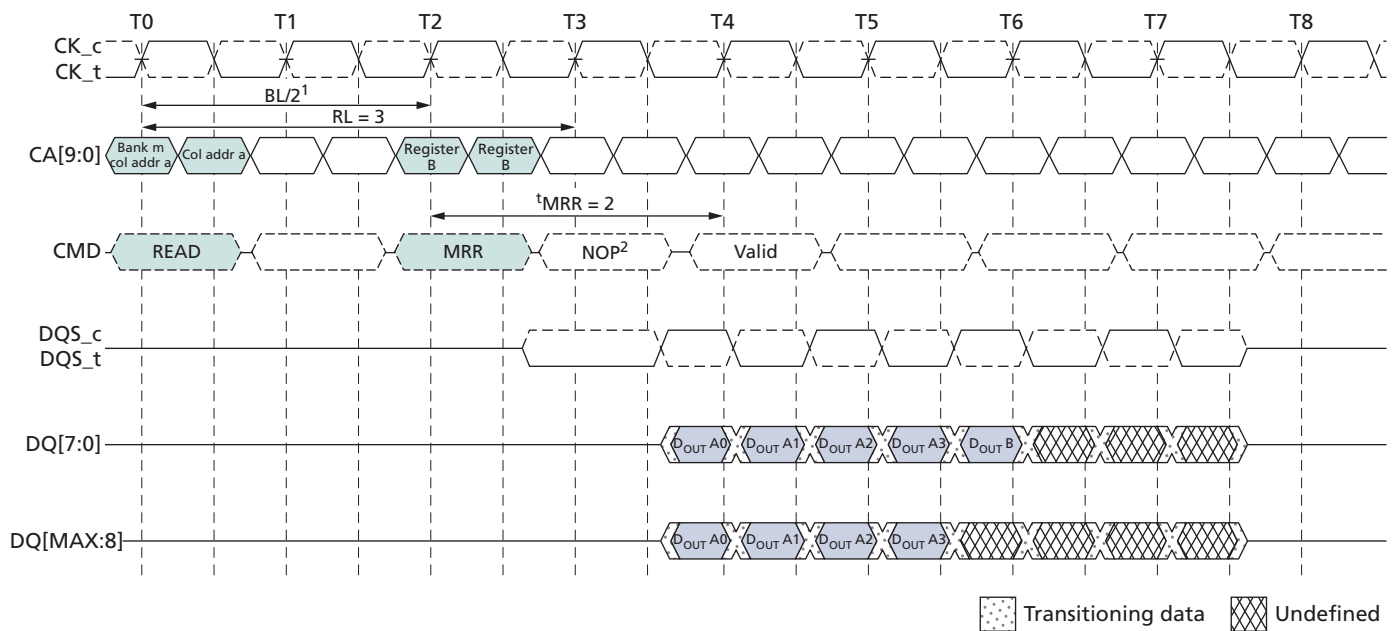 T0 T1 T2 T3 T4 T5 T6 T7 T8
CK_c
CK_t
BL/2¹
RL = 3
CA[9:0]
Bank m
col addr a
Col addr a
Register
B
Register
B
ᵗMRR = 2
CMD
READ
MRR
NOP²
Valid
DQS_c
DQS_t
DQ[7:0]
DOUT A0 DOUT A1 DOUT A2 DOUT A3 DOUT B
DQ[MAX:8]
DOUT A0 DOUT A1 DOUT A2 DOUT A3
Transitioning data
Undefined